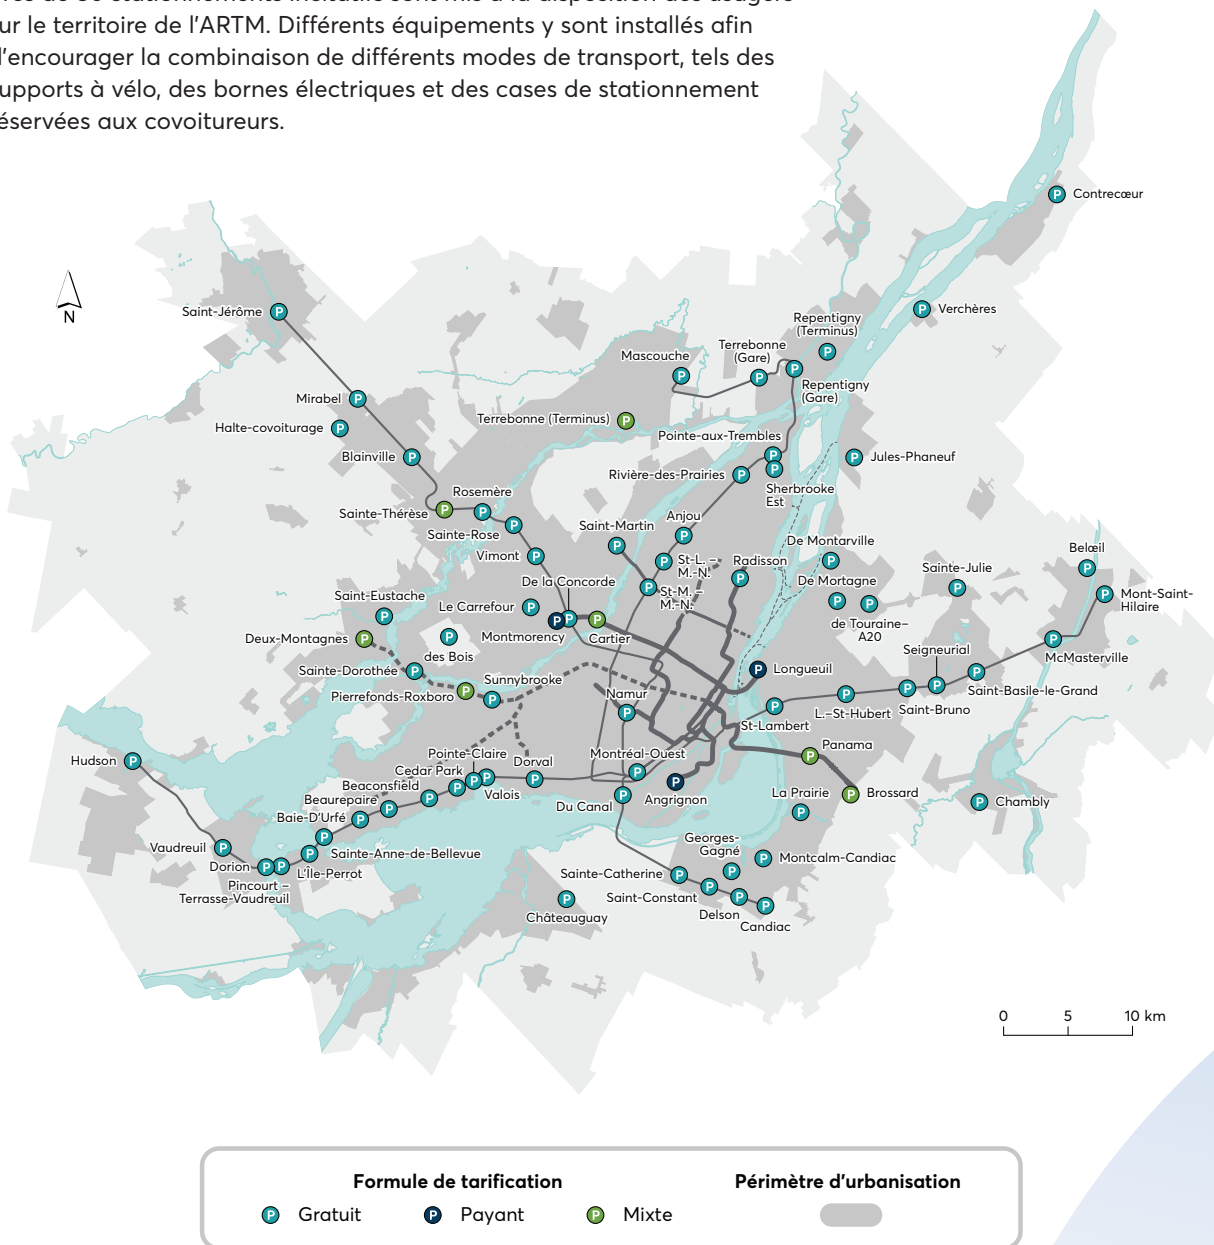 sur le territoire de l'ARTM. Différents équipements y sont installés afin
d'encourager la combinaison de différents modes de transport, tels des
supports à vélo, des bornes électriques et des cases de stationnement
réservées aux covoitureurs.
Contrecœur
Saint-Jérôme
N
Verchères
Repentigny
(Terminus)
Terrebonne
(Gare)
Mascouche
Repentigny
(Gare)
Mirabel
Halte-covoiturage
Terrebonne (Terminus)
Pointe-aux-Trembles
Blainville
Jules-Phaneuf
Rivière-des-Prairies
Sherbrooke
Est
Rosemère
Sainte-Thérèse
Sainte-Rose
Saint-Martin
Anjou
Vimont
St-L. –
M.-N.
Radisson
De Montarville
Belœil
De la Concorde
De Mortagne
Sainte-Julie
St-M. –
M.-N.
Mont-Saint-
Hilaire
Saint-Eustache
Le Carrefour
de Touraine–
A20
Deux-Montagnes
Montmorency
Cartier
Seigneurial
des Bois
McMasterville
Sainte-Dorothée
Longueuil
Sunnybrooke
Saint-Basile-le-Grand
Pierrefonds-Roxboro
Namur
L.–St-Hubert
Saint-Bruno
St-Lambert
Panama
Hudson
Pointe-Claire
Dorval
Montréal-Ouest
Cedar Park
Beaconsfield
Valois
Angrignon
La Prairie
Brossard
Chambly
Beaurepaire
Du Canal
Baie-D'Urfé
Georges-
Gagné
Vaudreuil
Sainte-Anne-de-Bellevue
Montcalm-Candiac
Dorion
L'Île-Perrot
Sainte-Catherine
Pincourt –
Terrasse-Vaudreuil
Saint-Constant
Châteauguay
Delson
Candiac
0 5 10 km
Formule de tarification
Périmètre d'urbanisation
P Gratuit P Payant P Mixte